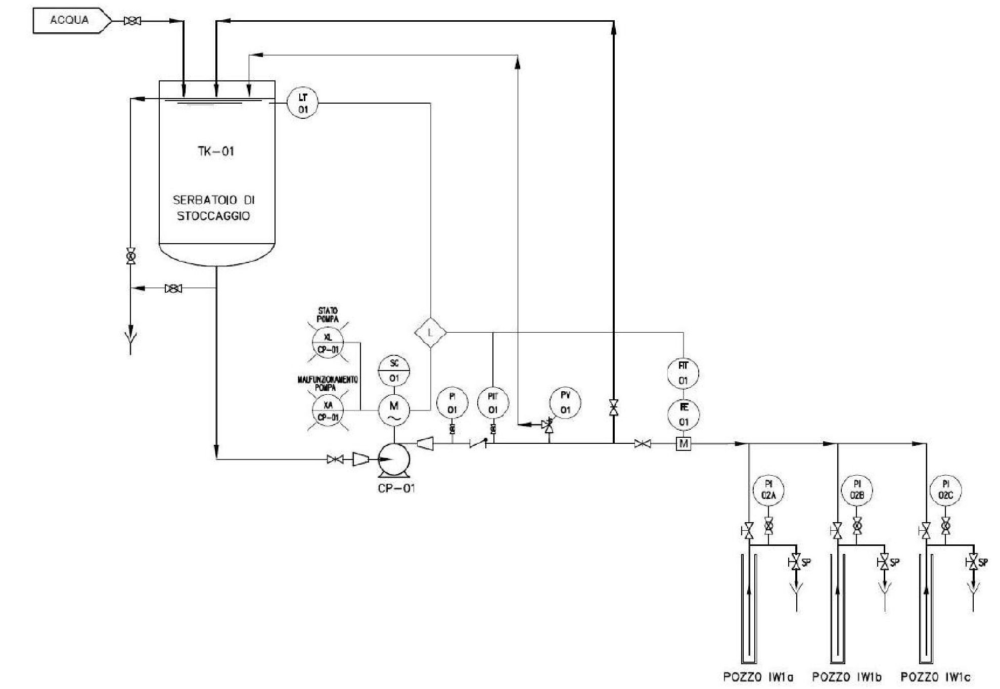 ACQUA
LT
01
TK-01
SERBATOIO DI
STOCCAGGIO
STATO
POMPA
XL
CP-01
L
SC
01
MALFUNZIONAMENTO
POMPA
XA
CP-01
M
PI
01
PIT
01
PV
01
FIT
01
FE
01
M
CP-01
PI
02A
PI
02B
PI
02C
SP
SP
SP
POZZO IW1a
POZZO IW1b
POZZO IW1c